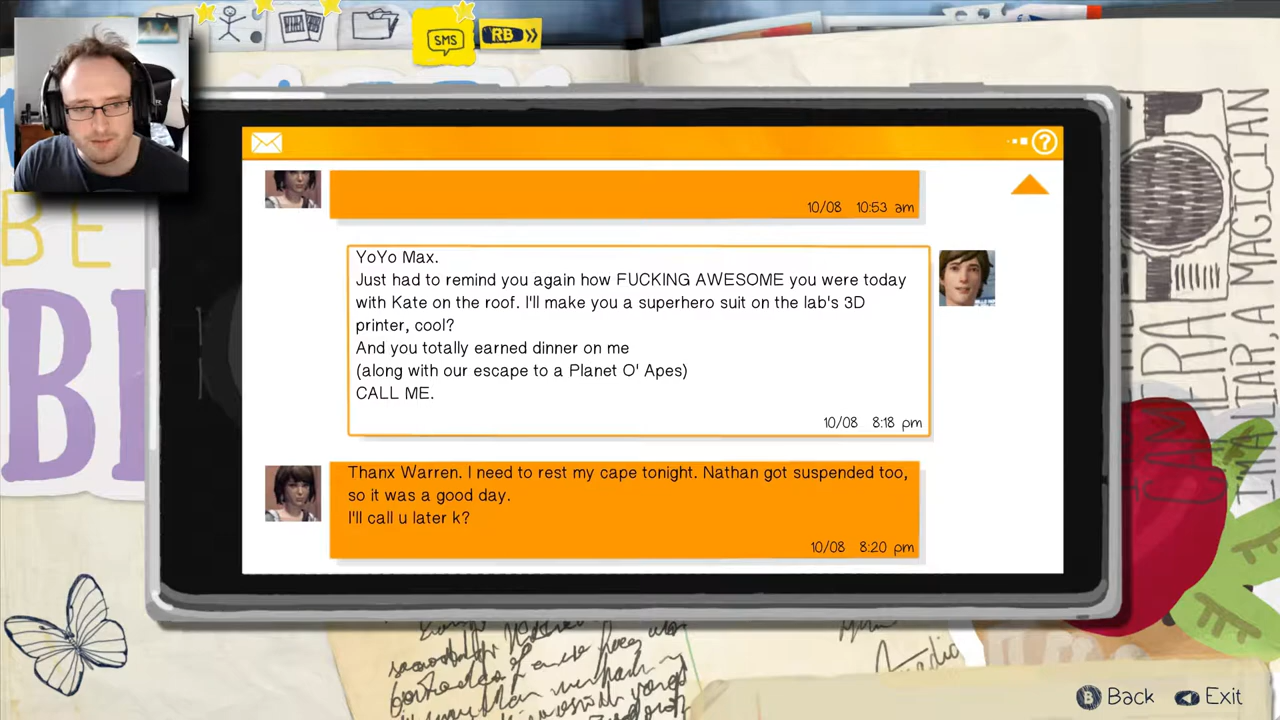 SMS
RB
10/08 10:53 am
YoYo Max.
Just had to remind you again how FUCKING AWESOME you were today
with Kate on the roof. I'll make you a superhero suit on the lab's 3D
printer, cool?
And you totally earned dinner on me
(along with our escape to a Planet O' Apes)
CALL ME.
10/08 8:18 pm
Thanx Warren. I need to rest my cape tonight. Nathan got suspended too,
so it was a good day.
I'll call u later k?
10/08 8:20 pm
BE
CAMERA
A MAGICIAN
B Back
Exit